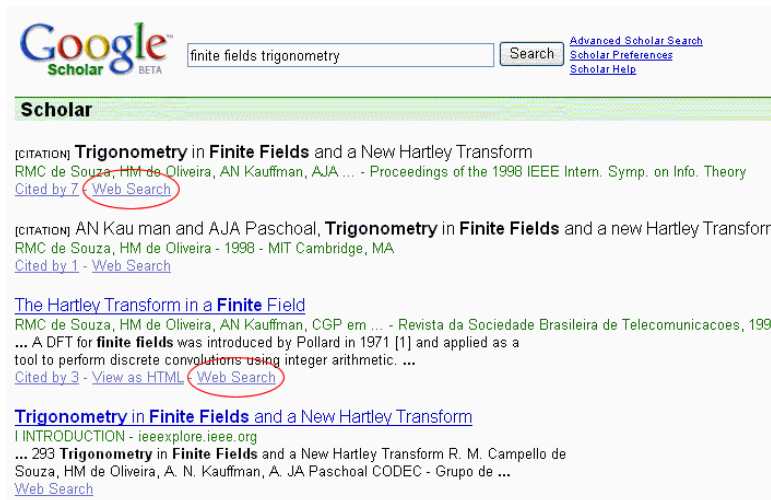 Google™
Scholar BETA
finite fields trigonometry
Search
Advanced Scholar Search
Scholar Preferences
Scholar Help
Scholar
[CITATION] Trigonometry in Finite Fields and a New Hartley Transform
RMC de Souza, HM de Oliveira, AN Kauffman, AJA ... - Proceedings of the 1998 IEEE Intern. Symp. on Info. Theory
Cited by 7 - Web Search
[CITATION] AN Kau man and AJA Paschoal, Trigonometry in Finite Fields and a new Hartley Transforr
RMC de Souza, HM de Oliveira - 1998 - MIT Cambridge, MA
Cited by 1 - Web Search
The Hartley Transform in a Finite Field
RMC de Souza, HM de Oliveira, AN Kauffman, CGP em ... - Revista da Sociedade Brasileira de Telecomunicacoes, 199
... A DFT for finite fields was introduced by Pollard in 1971 [1] and applied as a
tool to perform discrete convolutions using integer arithmetic. ...
Cited by 3 - View as HTML - Web Search
Trigonometry in Finite Fields and a New Hartley Transform
I INTRODUCTION - ieeexplore.ieee.org
... 293 Trigonometry in Finite Fields and a New Hartley Transform R. M. Campello de
Souza, HM de Oliveira, A. N. Kauffman, A. JA Paschoal CODEC - Grupo de ...
Web Search